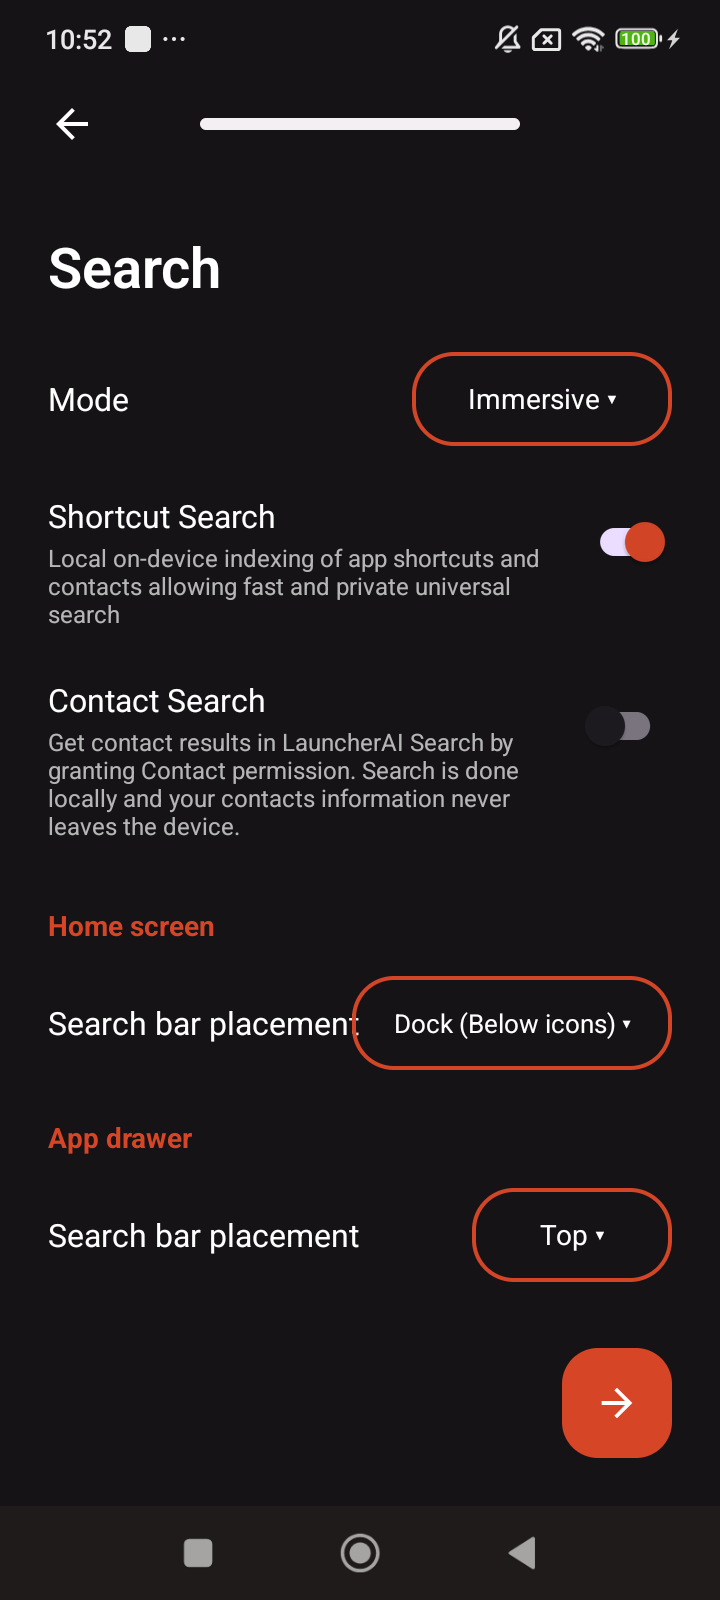 10:52
100
Search
Mode
Immersive
Shortcut Search
Local on-device indexing of app shortcuts and
contacts allowing fast and private universal
search
Contact Search
Get contact results in LauncherAI Search by
granting Contact permission. Search is done
locally and your contacts information never
leaves the device.
Home screen
Search bar placement
Dock (Below icons)
App drawer
Search bar placement
Top